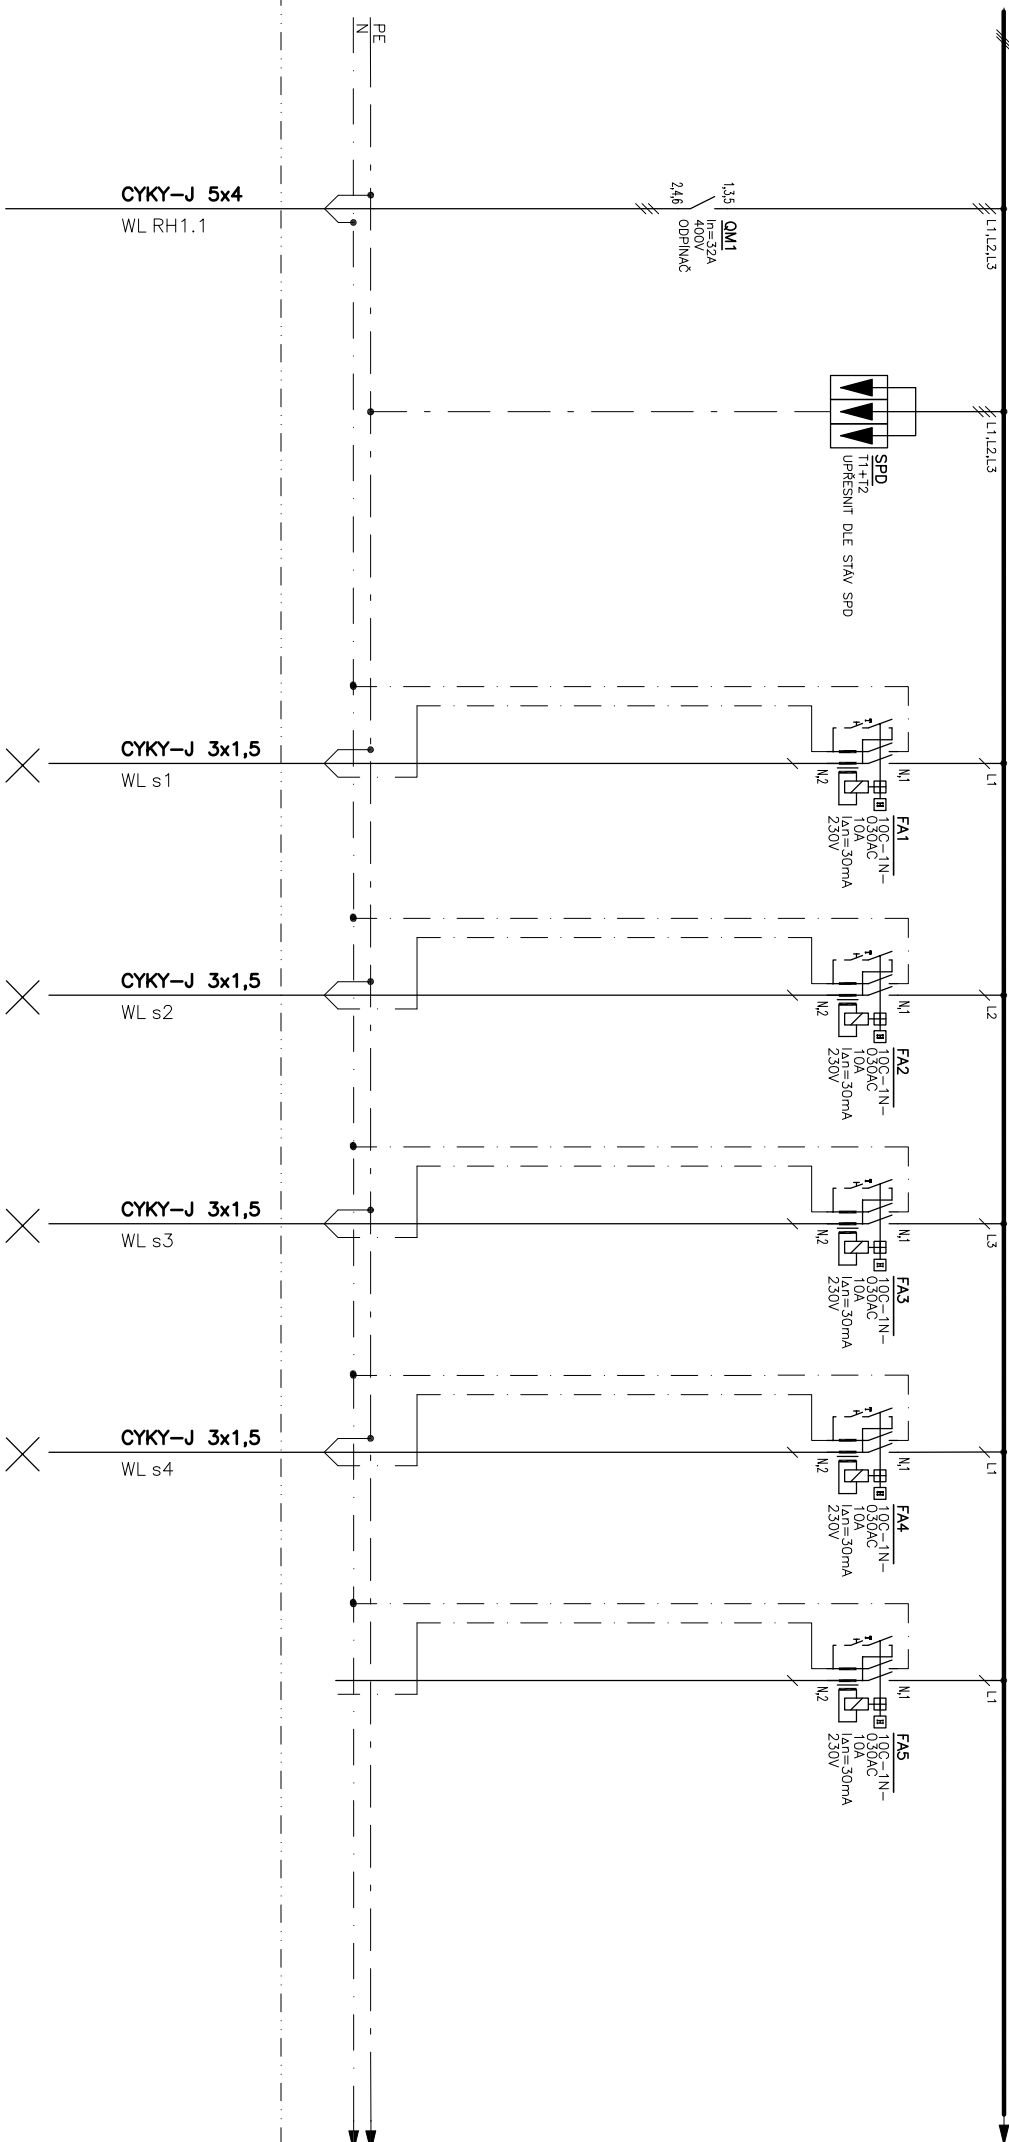 PE
N
CYKY-J 5x4
WL RH1.1
1,3,5
2,4,6
QM1
In=32A
400V
ODPÍNAČ
L1,L2,L3
L1,L2,L3
SPD
T1+T2
UPŘESNIT DLE STÁV SPD
CYKY-J 3x1,5
WL s1
N,1
N,2
L1
FA1
10C-1N-
030AC
10A
I∆n=30mA
230V
CYKY-J 3x1,5
WL s2
N,1
N,2
L2
FA2
10C-1N-
030AC
10A
I∆n=30mA
230V
CYKY-J 3x1,5
WL s3
N,1
N,2
L3
FA3
10C-1N-
030AC
10A
I∆n=30mA
230V
CYKY-J 3x1,5
WL s4
N,1
N,2
L1
FA4
10C-1N-
030AC
10A
I∆n=30mA
230V
N,1
N,2
L1
FA5
10C-1N-
030AC
10A
I∆n=30mA
230V